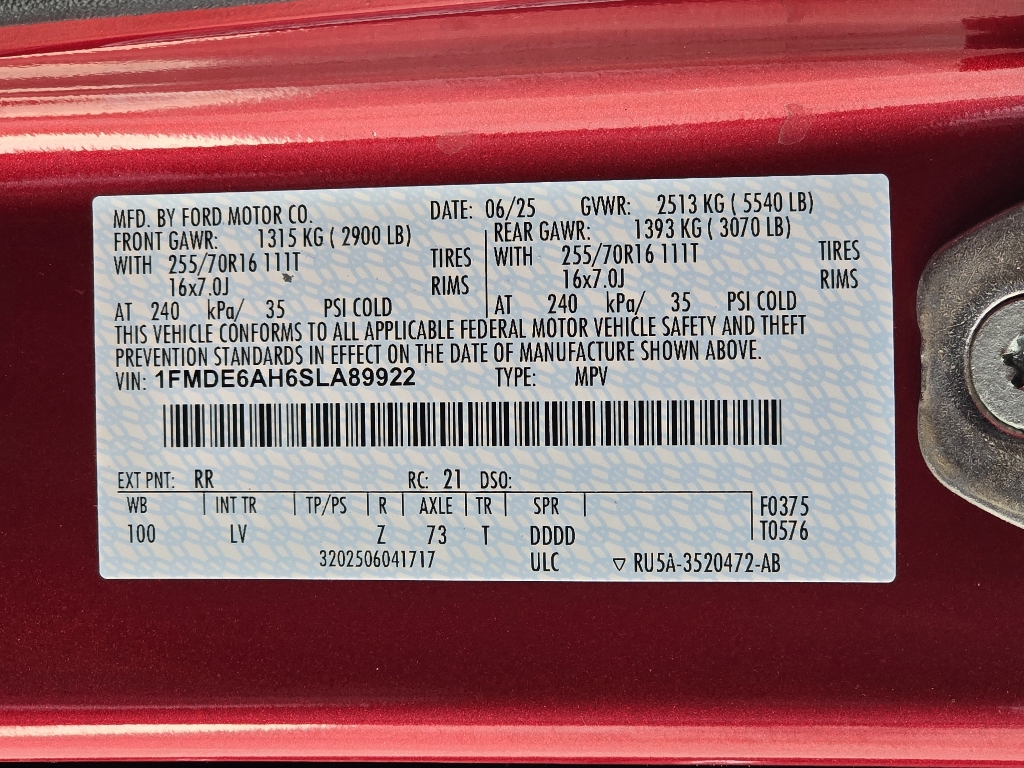 MFD. BY FORD MOTOR CO. DATE: 06/25 GVWR: 2513 KG ( 5540 LB)
FRONT GAWR: 1315 KG ( 2900 LB) REAR GAWR: 1393 KG ( 3070 LB)
WITH 255/70R16 111T TIRES WITH 255/70R16 111T TIRES
16x7.0J RIMS 16x7.0J RIMS
AT 240 kPa/ 35 PSI COLD AT 240 kPa/ 35 PSI COLD
THIS VEHICLE CONFORMS TO ALL APPLICABLE FEDERAL MOTOR VEHICLE SAFETY AND THEFT
PREVENTION STANDARDS IN EFFECT ON THE DATE OF MANUFACTURE SHOWN ABOVE.
VIN: 1FMDE6AH6SLA89922 TYPE: MPV
EXT PNT: RR RC: 21 DSO:
WB INT TR TP/PS R AXLE TR SPR F0375
100 LV Z 73 T DDDD T0576
3202506041717 ULC ▽ RU5A-3520472-AB